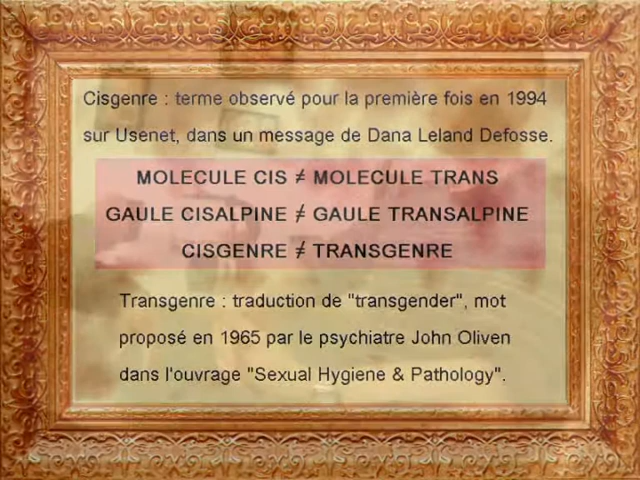 Cisgenre : terme observé pour la première fois en 1994
sur Usenet, dans un message de Dana Leland Defosse.
MOLECULE CIS ≠ MOLECULE TRANS
GAULE CISALPINE ≠ GAULE TRANSALPINE
CISGENRE ≠ TRANSGENRE
Transgenre : traduction de "transgender", mot
proposé en 1965 par le psychiatre John Oliven
dans l'ouvrage "Sexual Hygiene & Pathology".